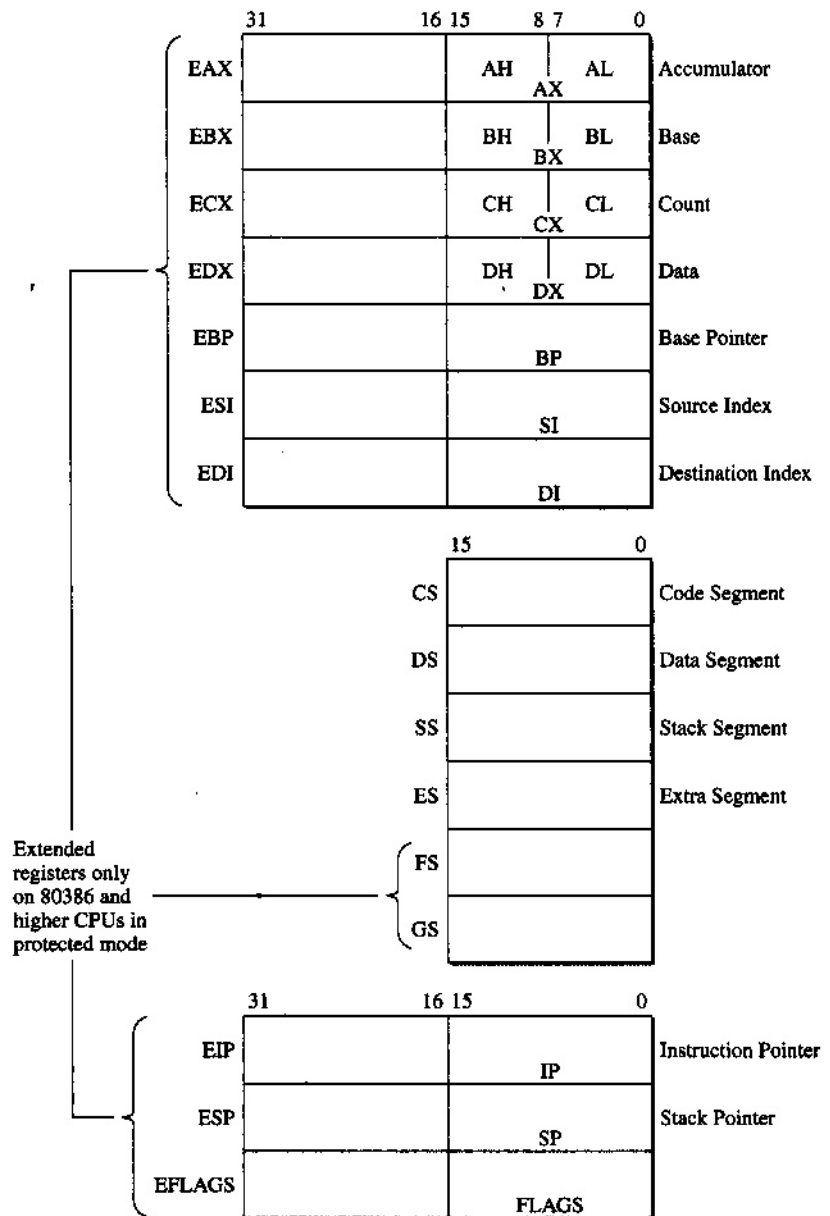 31 16 15 8 7 0
EAX AH AL Accumulator
AX
EBX BH BL Base
BX
ECX CH CL Count
CX
EDX DH DL Data
DX
EBP Base Pointer
BP
ESI Source Index
SI
EDI Destination Index
DI
15 0
CS Code Segment
DS Data Segment
SS Stack Segment
ES Extra Segment
Extended
registers only
on 80386 and
higher CPUs in
protected mode
FS
GS
31 16 15 0
EIP Instruction Pointer
IP
ESP Stack Pointer
SP
EFLAGS
FLAGS